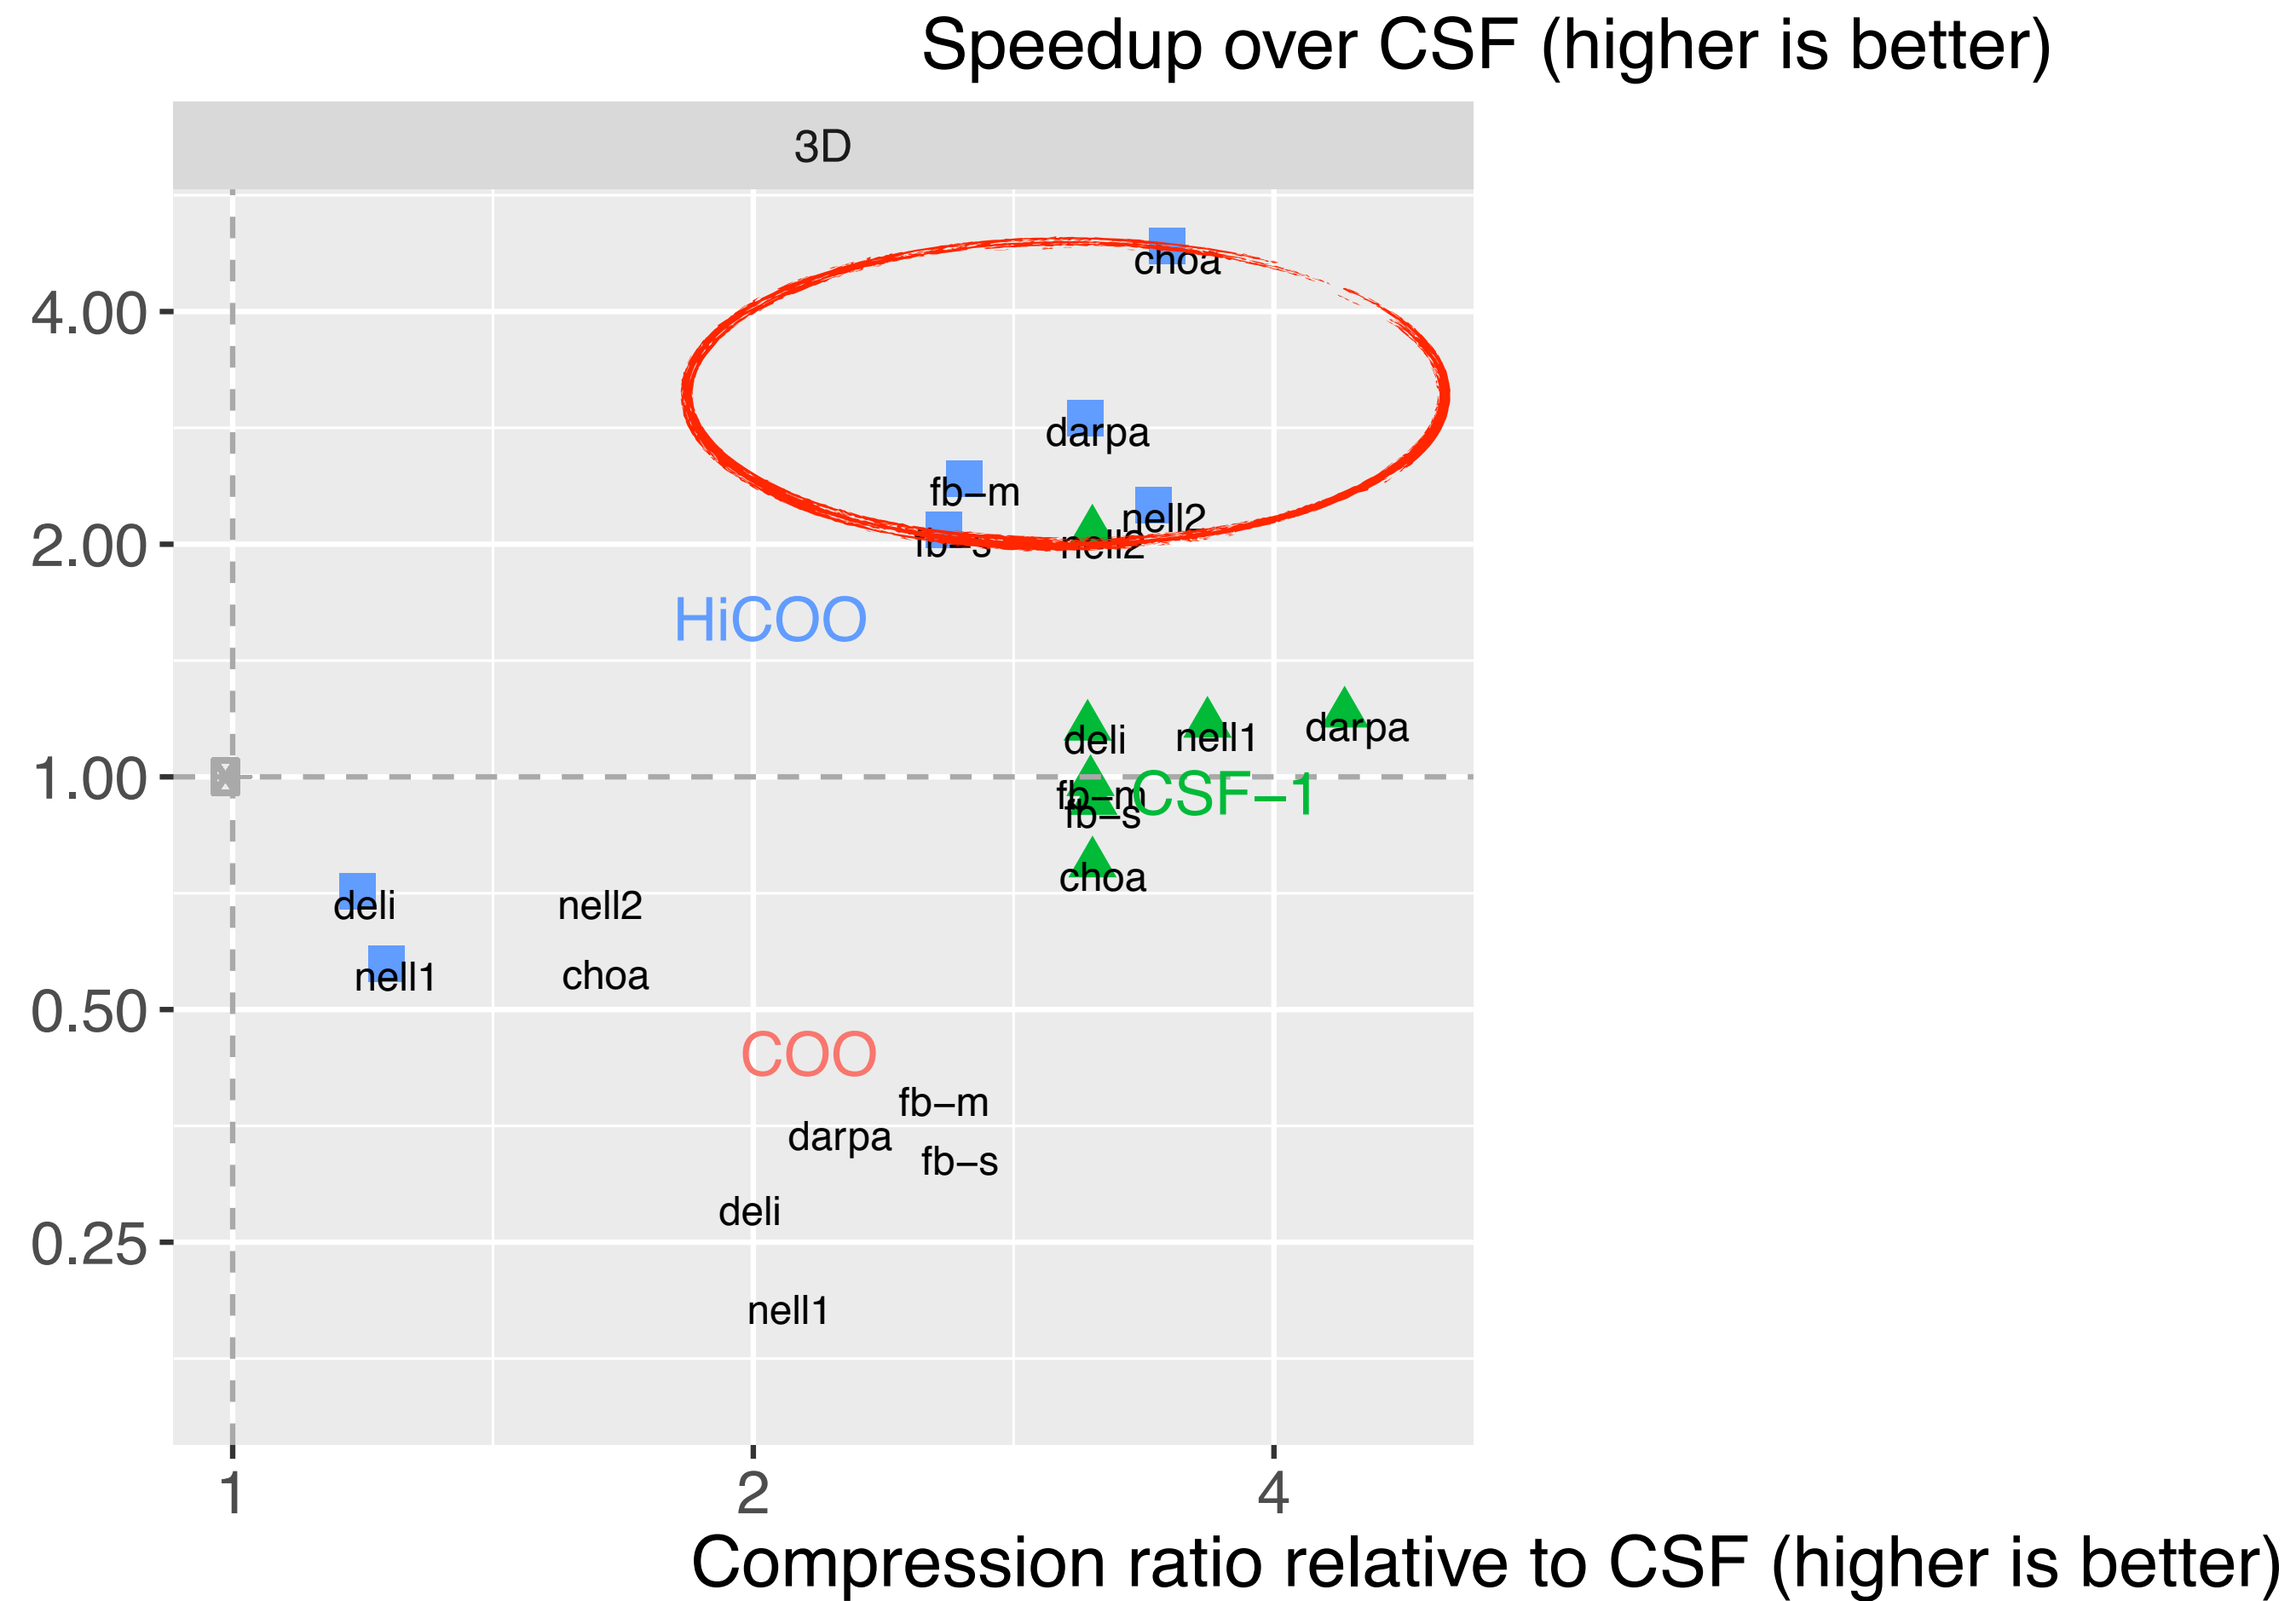 Speedup over CSF (higher is better)
3D
choa
4.00
darpa
fb−m
nell2
2.00
fb−s
nell2
HiCOO
deli
nell1
darpa
1.00
fb−m
CSF−1
fb−s
choa
deli
nell2
nell1
choa
0.50
COO
fb−m
darpa
fb−s
deli
0.25
nell1
1
2
4
Compression ratio relative to CSF (higher is better)